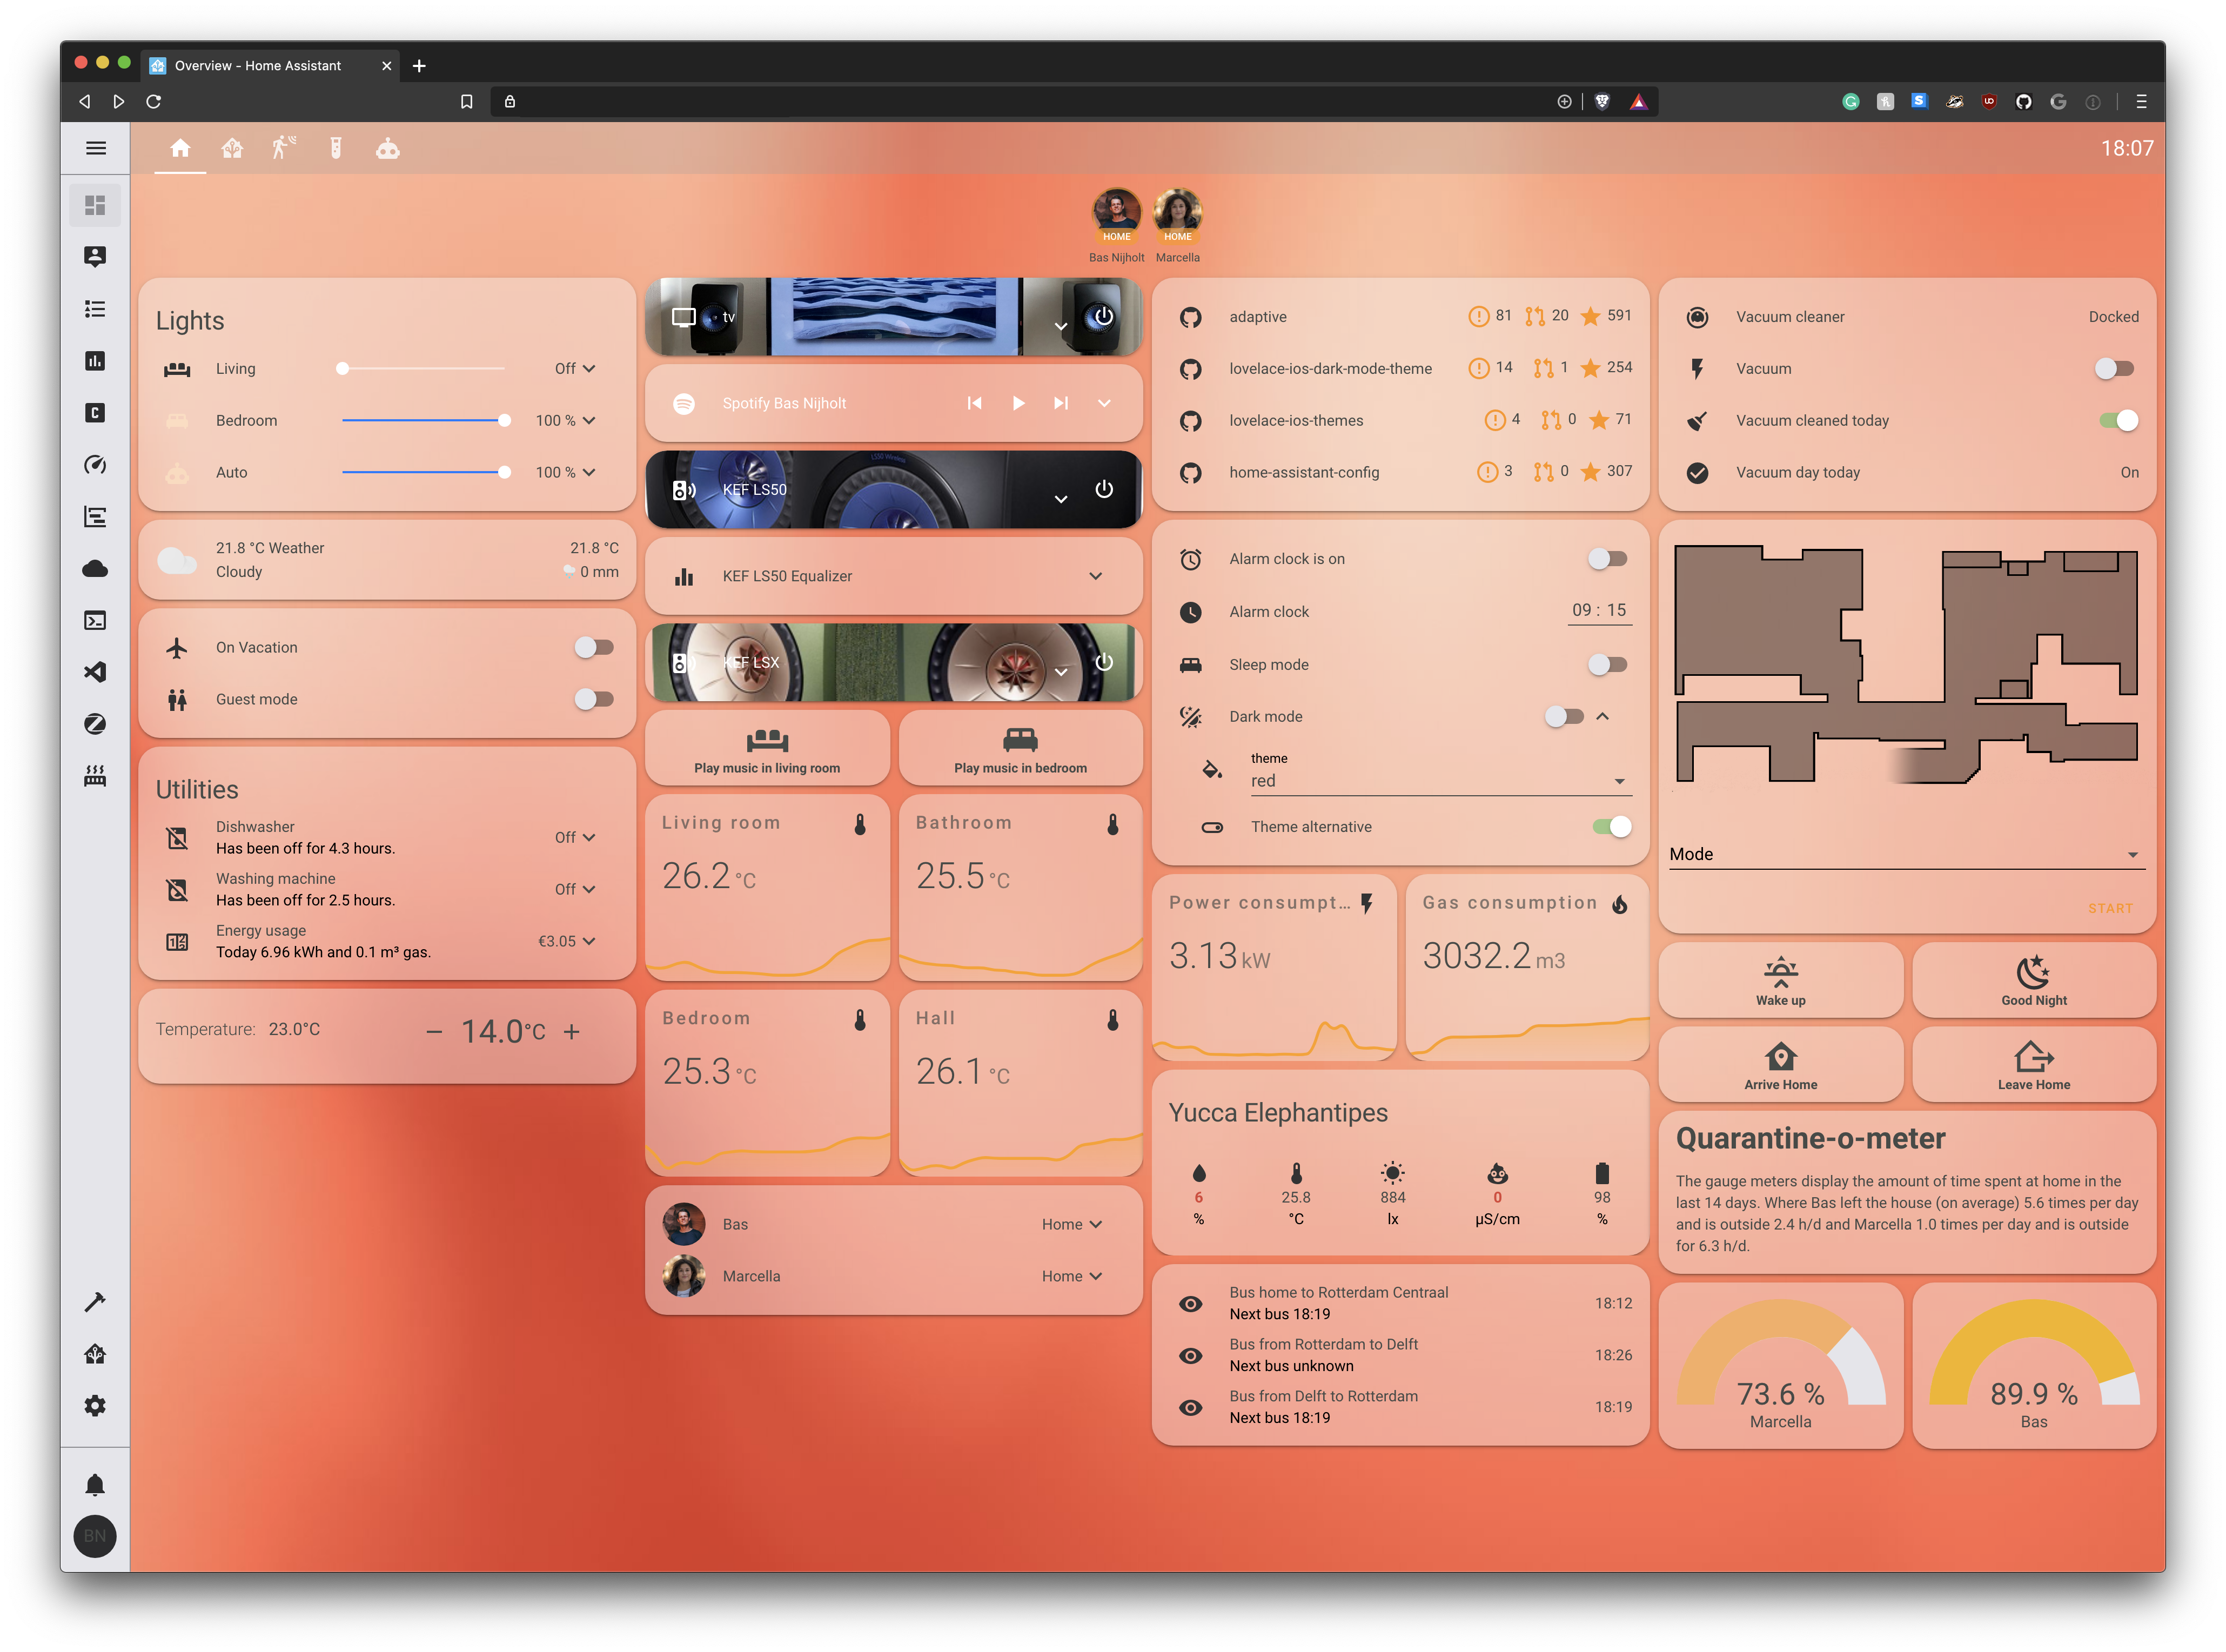 Overview - Home Assistant
18:07
HOME
HOME
Bas Nijholt
Marcella
Lights
Living
Off
Bedroom
100 %
Auto
100 %
21.8 °C Weather
21.8 °C
Cloudy
0 mm
On Vacation
Guest mode
Utilities
Dishwasher
Has been off for 4.3 hours.
Off
Washing machine
Has been off for 2.5 hours.
Off
Energy usage
Today 6.96 kWh and 0.1 m³ gas.
€3.05
Temperature: 23.0°C
14.0°C
tv
Spotify Bas Nijholt
LS50 Wireless
KEF LS50
KEF LS50 Equalizer
KEF LSX
Play music in living room
Play music in bedroom
Living room
26.2 °C
Bathroom
25.5 °C
Bedroom
25.3 °C
Hall
26.1 °C
Bas
Home
Marcella
Home
adaptive
81 20 591
lovelace-ios-dark-mode-theme
14 1 254
lovelace-ios-themes
4 0 71
home-assistant-config
3 0 307
Alarm clock is on
Alarm clock
09 : 15
Sleep mode
Dark mode
theme
red
Theme alternative
Power consumpt...
3.13 kW
Gas consumption
3032.2 m3
Yucca Elephantipes
6 25.8 884 0 98
% °C lx µS/cm %
Bus home to Rotterdam Centraal
Next bus 18:19
18:12
Bus from Rotterdam to Delft
Next bus unknown
18:26
Bus from Delft to Rotterdam
Next bus 18:19
18:19
Vacuum cleaner
Docked
Vacuum
Vacuum cleaned today
Vacuum day today
On
Mode
START
Wake up
Good Night
Arrive Home
Leave Home
Quarantine-o-meter
The gauge meters display the amount of time spent at home in the
last 14 days. Where Bas left the house (on average) 5.6 times per day
and is outside 2.4 h/d and Marcella 1.0 times per day and is outside
for 6.3 h/d.
73.6 %
Marcella
89.9 %
Bas
BN